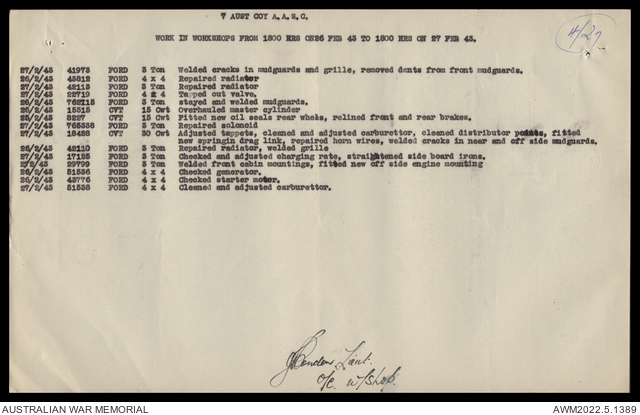 7 AUST COY A.A.S.C.
4/27
WORK IN WORKSHOPS FROM 1800 HRS ON26 FEB 43 TO 1800 HRS ON 27 FEB 43.
27/2/43 41973 FORD 3 Ton Welded cracks in mudguards and grille, removed dents from front mudguards.
26/2/43 43812 FORD 4 x 4 Repaired radiator
27/2/43 42113 FORD 3 Ton Repaired radiator
27/2/43 22719 FORD 4 x 4 Tapped out valve.
26/2/43 762715 FORD 3 Ton stayed and welded mudguards.
26/2/43 15515 CVT 15 Cwt Overhauled master cylinder
25/2/43 8227 CVT 15 Cwt Fitted new oil seals rear whels, relined front and rear brakes.
27/2/43 765338 FORD 3 Ton Repaired solenoid
27/2/43 18428 CVT 30 Cwt Adjusted tappets, cleaned and adjusted carburettor, cleaned distributor points, fitted
new springin drag link, repaired horn wires, welded cracks in near and off side mudguards.
26/2/43 42113 FORD 3 Ton Repaired radiator, welded grille
27/2/43 17125 FORD 3 Ton Checked and adjusted charging rate, straightened side board irons.
27/2/43 29799 FORD 3 Ton Welded front cabin mountings, fitted new off side engine mounting
26/2/43 51536 FORD 4 x 4 Checked generator.
26/2/43 43776 FORD 4 x 4 Checked starter motor.
27/2/43 51538 FORD 4 x 4 Cleaned and adjusted carburettor.
Lieut.
O/C. W/Shop.
AUSTRALIAN WAR MEMORIAL
AWM2022.5.1389